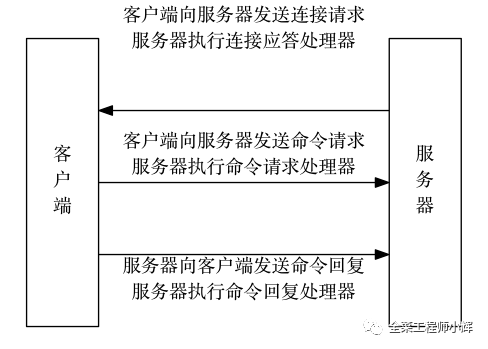 客户端向服务器发送连接请求
服务器执行连接应答处理器
客户端向服务器发送命令请求
服务器执行命令请求处理器
客户端
服务器
服务器向客户端发送命令回复
服务器执行命令回复处理器
全菜工程师小辉